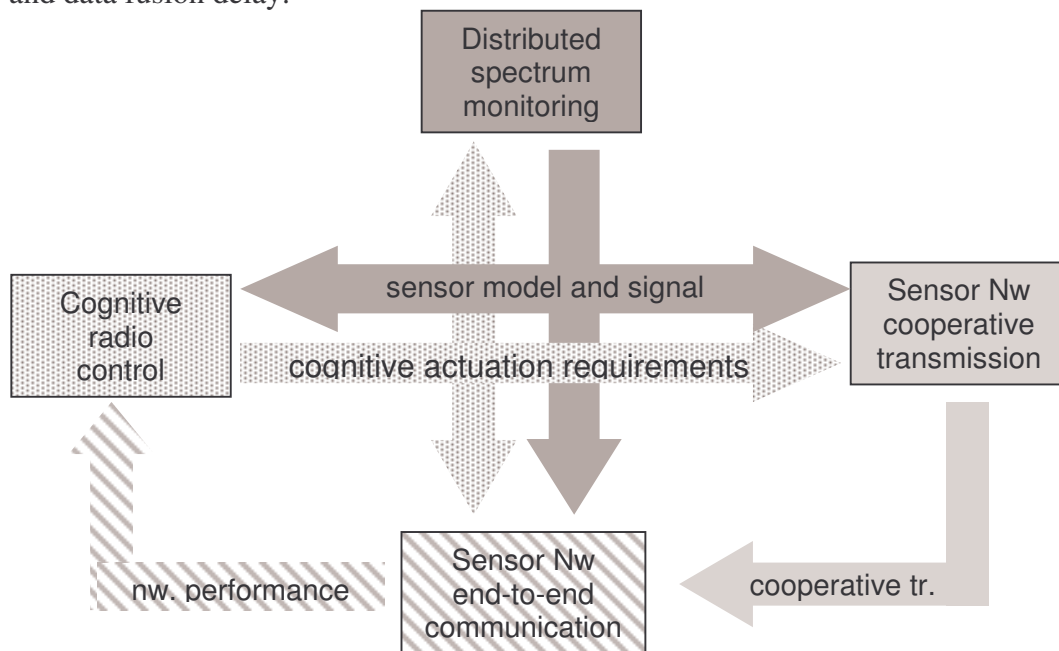 and data fusion delay.
Distributed
spectrum
monitoring
sensor model and signal
Cognitive
radio
control
Sensor Nw
cooperative
transmission
cognitive actuation requirements
nw. performance
Sensor Nw
end-to-end
communication
cooperative tr.